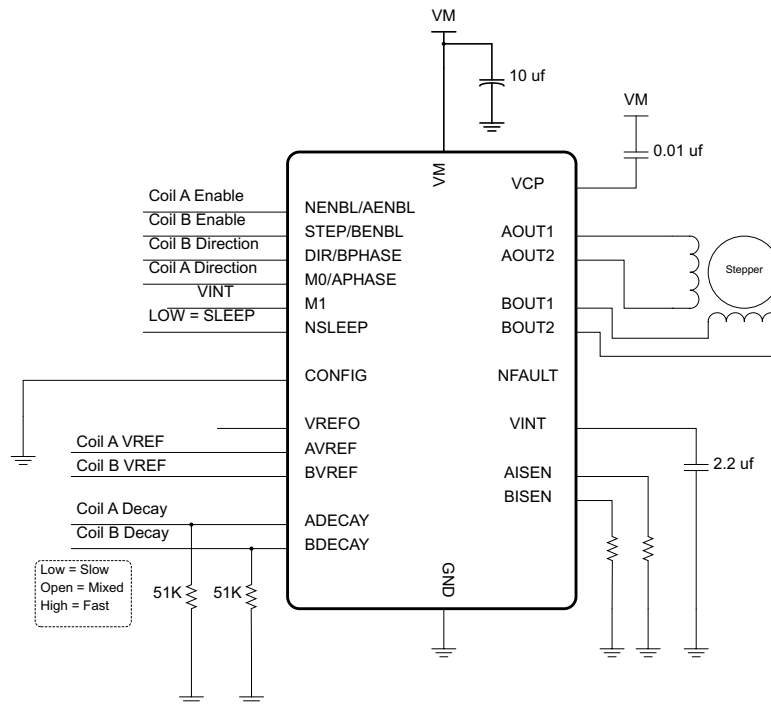 VM
10 uf
VM
0.01 uf
VM
VCP
Coil A Enable
NENBL/AENBL
Coil B Enable
STEP/BENBL
AOUT1
Coil B Direction
DIR/BPHASE
AOUT2
Stepper
Coil A Direction
M0/APHASE
VINT
M1
BOUT1
LOW = SLEEP
NSLEEP
BOUT2
CONFIG
NFAULT
VREFO
VINT
Coil A VREF
AVREF
Coil B VREF
BVREF
AISEN
2.2 uf
BISEN
Coil A Decay
ADECAY
Coil B Decay
BDECAY
Low = Slow
Open = Mixed
High = Fast
51K
51K
GND